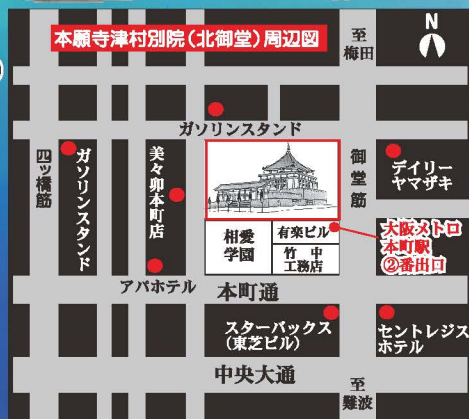 本願寺津村別院(北御堂)周辺図
至
梅田
N
ガソリンスタンド
四ッ橋筋
ガソリンスタンド
美々卯本町店
御堂筋
デイリー
ヤマザキ
相愛
学園
有楽ビル
竹中
工務店
大阪メトロ
本町駅
②番出口
アパホテル
本町通
スターバックス
(東芝ビル)
セントレジス
ホテル
中央大通
至
難波